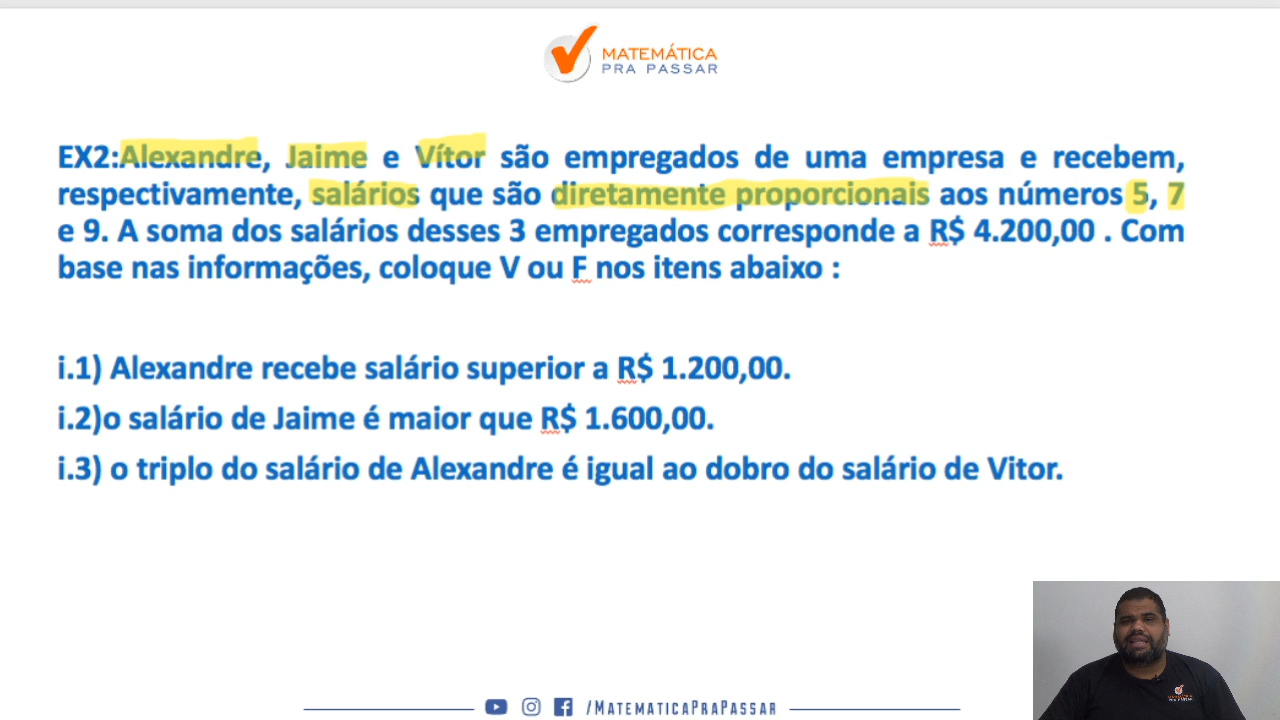 MATEMÁTICA
PRA PASSAR
EX2:Alexandre, Jaime e Vítor são empregados de uma empresa e recebem,
respectivamente, salários que são diretamente proporcionais aos números 5, 7
e 9. A soma dos salários desses 3 empregados corresponde a R$ 4.200,00 . Com
base nas informações, coloque V ou F nos itens abaixo :
i.1) Alexandre recebe salário superior a R$ 1.200,00.
i.2)o salário de Jaime é maior que R$ 1.600,00.
i.3) o triplo do salário de Alexandre é igual ao dobro do salário de Vitor.
/MATEMATICAPRAPASSAR